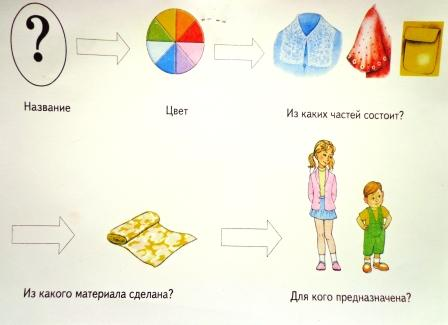 ?
Название
Цвет
Из каких частей состоит?
Из какого материала сделана?
Для кого предназначена?